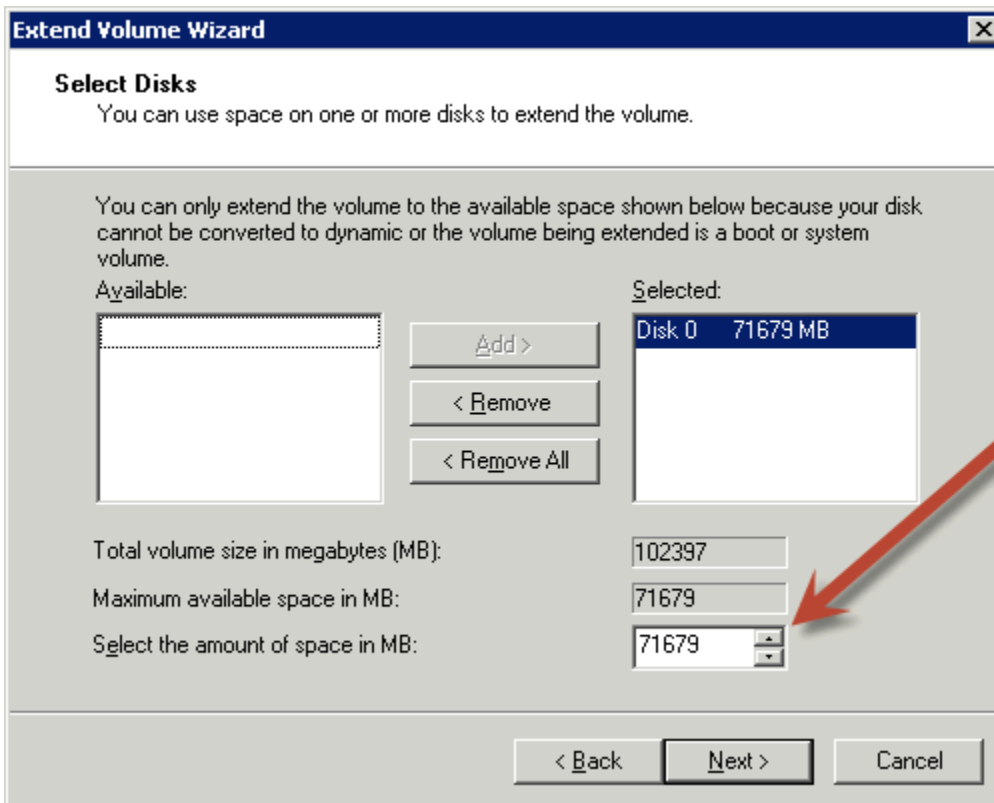 Extend Volume Wizard
Select Disks
You can use space on one or more disks to extend the volume.
You can only extend the volume to the available space shown below because your disk
cannot be converted to dynamic or the volume being extended is a boot or system
volume.
Available:
Selected:
Disk 0 71679 MB
Add >
< Remove
< Remove All
Total volume size in megabytes (MB): 102397
Maximum available space in MB: 71679
Select the amount of space in MB: 71679
< Back Next > Cancel